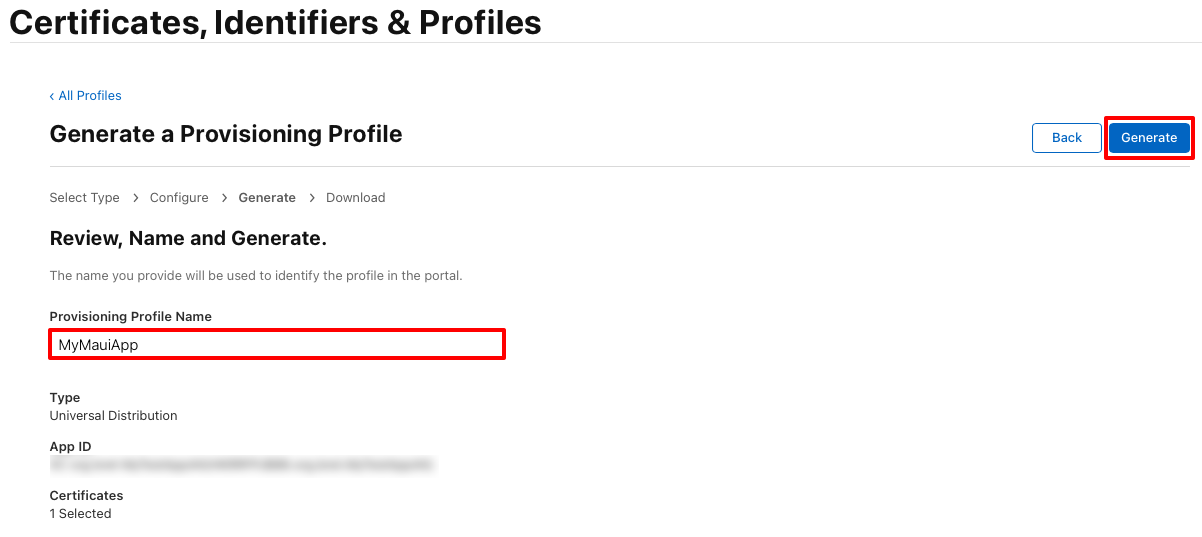 Certificates, Identifiers & Profiles
‹ All Profiles
Generate a Provisioning Profile
Back
Generate
Select Type › Configure › Generate › Download
Review, Name and Generate.
The name you provide will be used to identify the profile in the portal.
Provisioning Profile Name
MyMauiApp
Type
Universal Distribution
App ID
Certificates
1 Selected